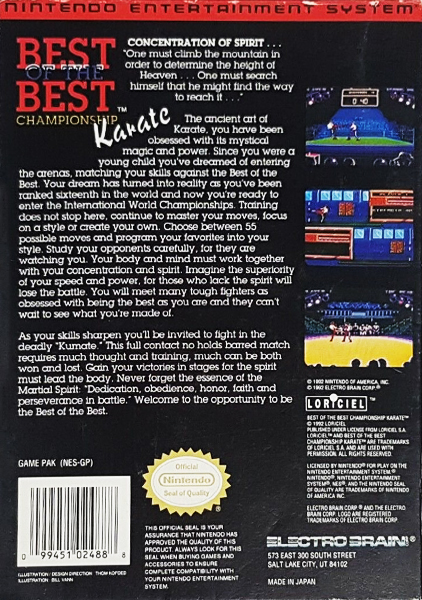 NINTENDO ENTERTAINMENT SYSTEM
BEST
OF THE
BEST
CHAMPIONSHIP
Karate
™
CONCENTRATION OF SPIRIT . . .
"One must climb the mountain in
order to determine the height of
Heaven . . . One must search
himself that he might find the way
to reach it . . ."
The ancient art of
Karate, you have been
obsessed with its mystical
magic and power. Since you were a
young child you've dreamed of entering
the arenas, matching your skills against the Best of the
Best. Your dream has turned into reality as you've been
ranked sixteenth in the world and now you're ready to
enter the International World Championships. Training
does not stop here, continue to master your moves, focus
on a style or create your own. Choose between 55
possible moves and program your favorites into your
style. Study your opponents carefully, for they are
watching you. Your body and mind must work together
with your concentration and spirit. Imagine the superiority
of your speed and power, for those who lack the spirit will
lose the battle. You will meet many tough fighters as
obsessed with being the best as you are and they can't
wait to see what you're made of.
As your skills sharpen you'll be invited to fight in the
deadly "Kumate." This full contact no holds barred match
requires much thought and training, much can be both
won and lost. Gain your victories in stages for the spirit
must lead the body. Never forget the essence of the
Martial Spirit: "Dedication, obedience, honor, faith and
perseverance in battle." Welcome to the opportunity to be
the Best of the Best.
GAME PAK (NES-GP)
0 99451 02488 8
ILLUSTRATION - DESIGN DIRECTION THOM KOFOED
ILLUSTRATION BILL VANN
Official
Nintendo
Seal of Quality
THIS OFFICIAL SEAL IS YOUR
ASSURANCE THAT NINTENDO HAS
APPROVED THE QUALITY OF THIS
PRODUCT. ALWAYS LOOK FOR THIS
SEAL WHEN BUYING GAMES AND
ACCESSORIES TO ENSURE
COMPLETE COMPATIBILITY WITH
YOUR NINTENDO ENTERTAINMENT
SYSTEM.
0 40
© 1992 NINTENDO OF AMERICA, INC.
© 1992 ELECTRO BRAIN CORP.®
LORICIEL
BEST OF THE BEST CHAMPIONSHIP KARATE™
© 1992 LORICIEL
PUBLISHED UNDER LICENSE FROM LORICIEL S.A.
LORICIEL™ AND BEST OF THE BEST
CHAMPIONSHIP KARATE™ ARE TRADEMARKS
OF LORICIEL S.A. AND ARE USED WITH
PERMISSION. ALL RIGHTS RESERVED.
LICENSED BY NINTENDO® FOR PLAY ON THE
NINTENDO ENTERTAINMENT SYSTEM®
NINTENDO®, NINTENDO ENTERTAINMENT
SYSTEM®, NES®, AND THE NINTENDO SEAL
OF QUALITY ARE TRADEMARKS OF NINTENDO
OF AMERICA INC.
ELECTRO BRAIN CORP.® AND THE ELECTRO
BRAIN CORP. LOGO ARE REGISTERED
TRADEMARKS OF ELECTRO BRAIN CORP
ELECTRO BRAIN®
573 EAST 300 SOUTH STREET
SALT LAKE CITY, UT 84102
MADE IN JAPAN